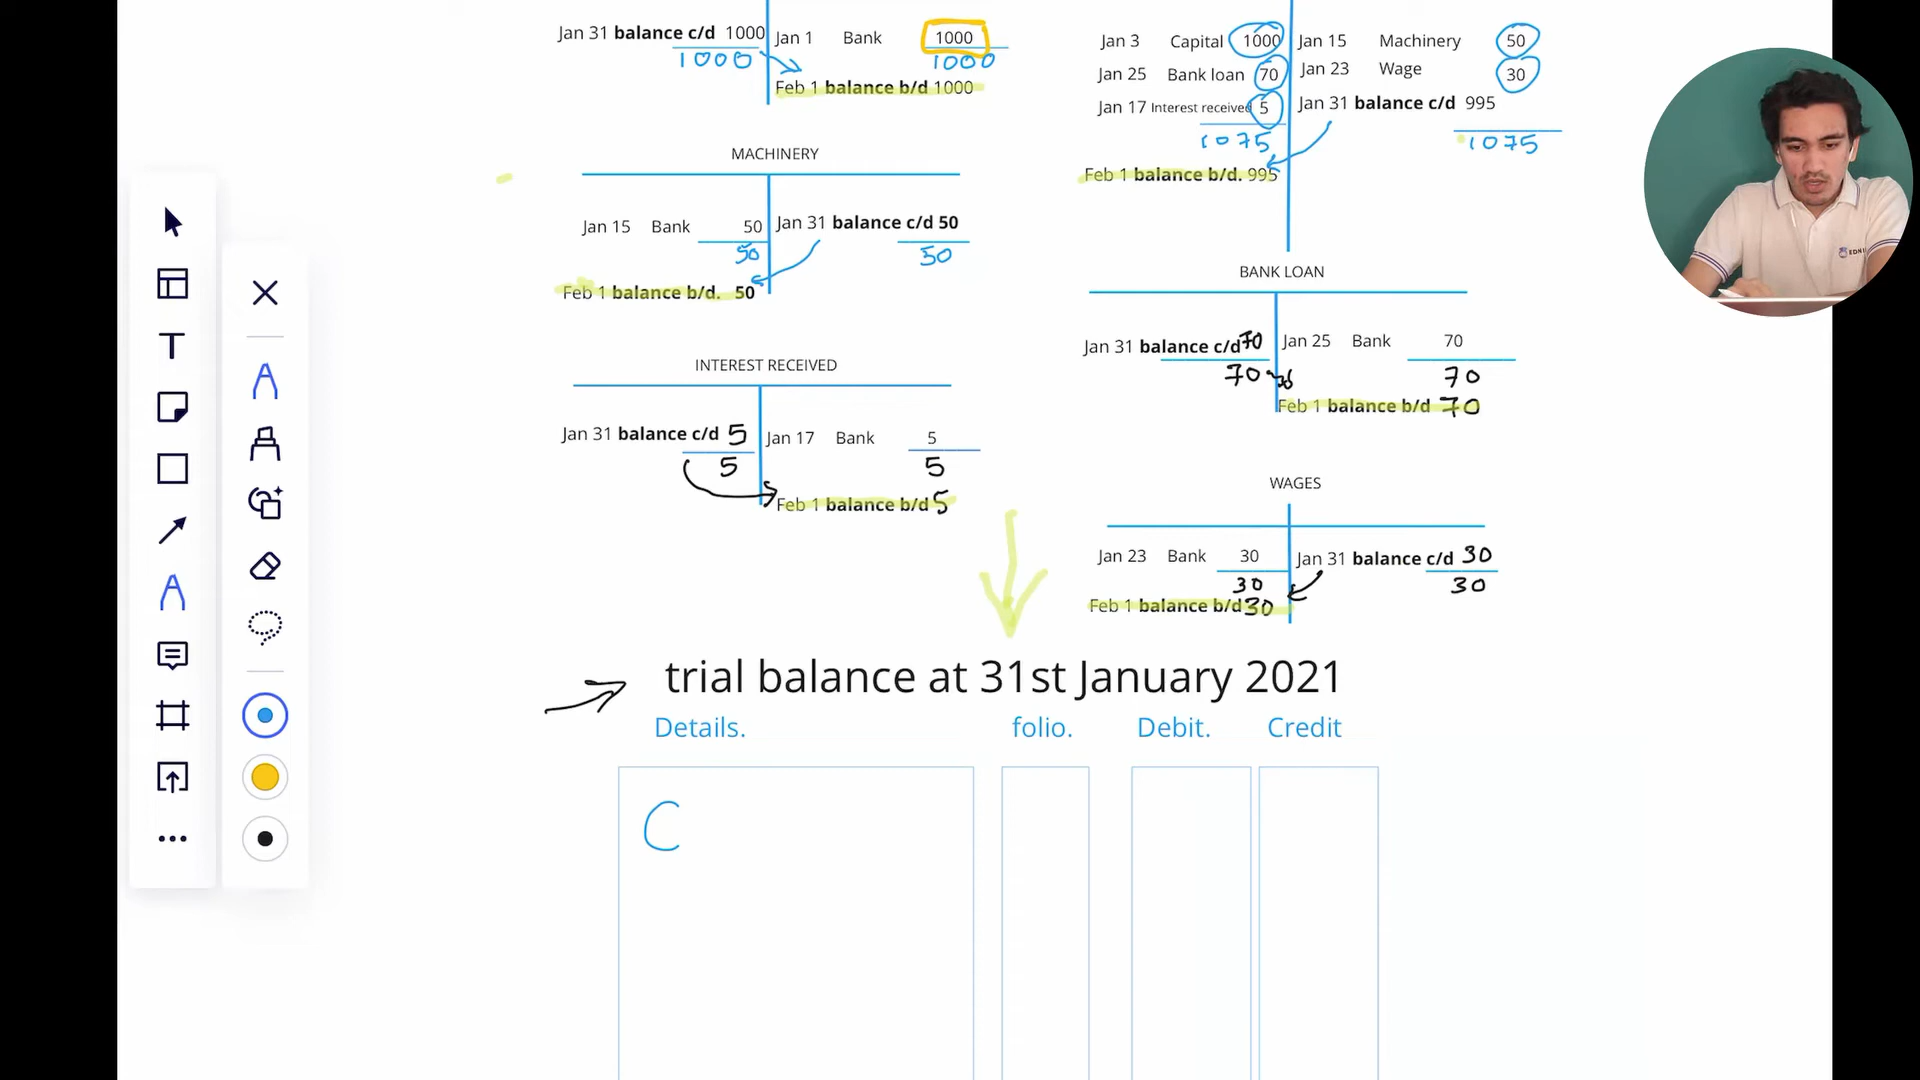 Jan 31 balance c/d 1000 Jan 1 Bank 1000
1000 1000
Feb 1 balance b/d 1000
Jan 3 Capital 1000 Jan 15 Machinery 50
Jan 25 Bank loan 70 Jan 23 Wage 30
Jan 17 Interest received 5 Jan 31 balance c/d 995
1075 1075
Feb 1 balance b/d. 995
MACHINERY
Jan 15 Bank 50 Jan 31 balance c/d 50
50 50
Feb 1 balance b/d. 50
BANK LOAN
Jan 31 balance c/d 70 Jan 25 Bank 70
70 70
Feb 1 balance b/d 70
INTEREST RECEIVED
Jan 31 balance c/d 5 Jan 17 Bank 5
5 5
Feb 1 balance b/d 5
WAGES
Jan 23 Bank 30 Jan 31 balance c/d 30
30 30
Feb 1 balance b/d 30
trial balance at 31st January 2021
Details. folio. Debit. Credit
C